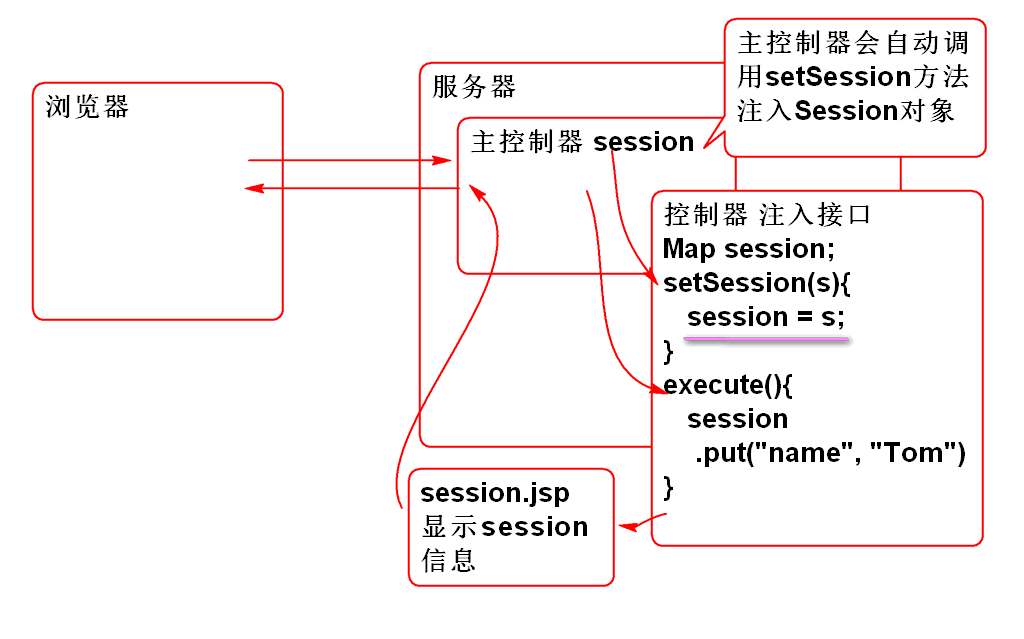 浏览器
服务器
主控制器 session
主控制器会自动调
用setSession方法
注入Session对象
控制器 注入接口
Map session;
setSession(s){
session = s;
}
execute(){
session
.put("name", "Tom")
}
session.jsp
显示session
信息